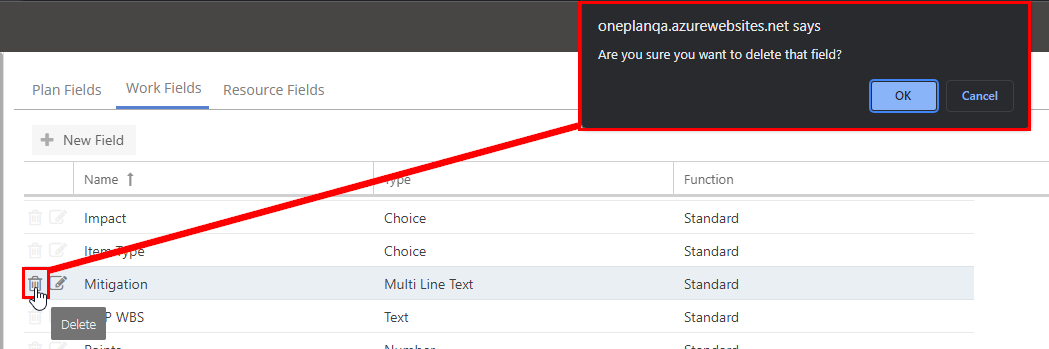 oneplanqa.azurewebsites.net says
Are you sure you want to delete that field?
OK Cancel
Plan Fields Work Fields Resource Fields
New Field
Name Type Function
Impact Choice Standard
Item Type Choice Standard
Mitigation Multi Line Text Standard
Delete
WBS Text Standard
Points Number Standard